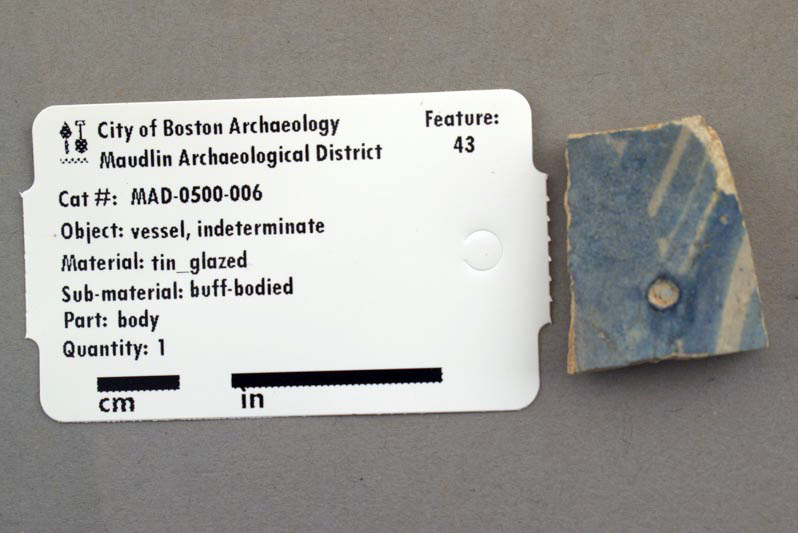 City of Boston Archaeology
Maudlin Archaeological District
Feature:
43
Cat #: MAD-0500-006
Object: vessel, indeterminate
Material: tin_glazed
Sub-material: buff-bodied
Part: body
Quantity: 1
cm
in